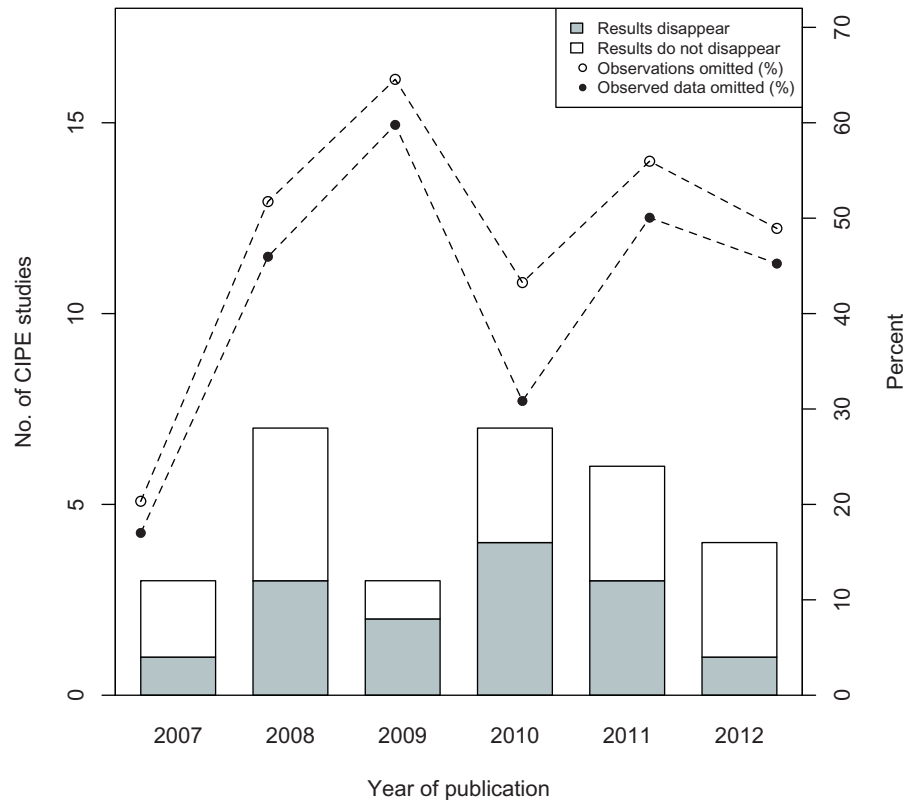 Results disappear
Results do not disappear
Observations omitted (%)
Observed data omitted (%)
No. of CIPE studies
15
10
5
0
70
60
50
40
30
20
10
0
Percent
2007 2008 2009 2010 2011 2012
Year of publication